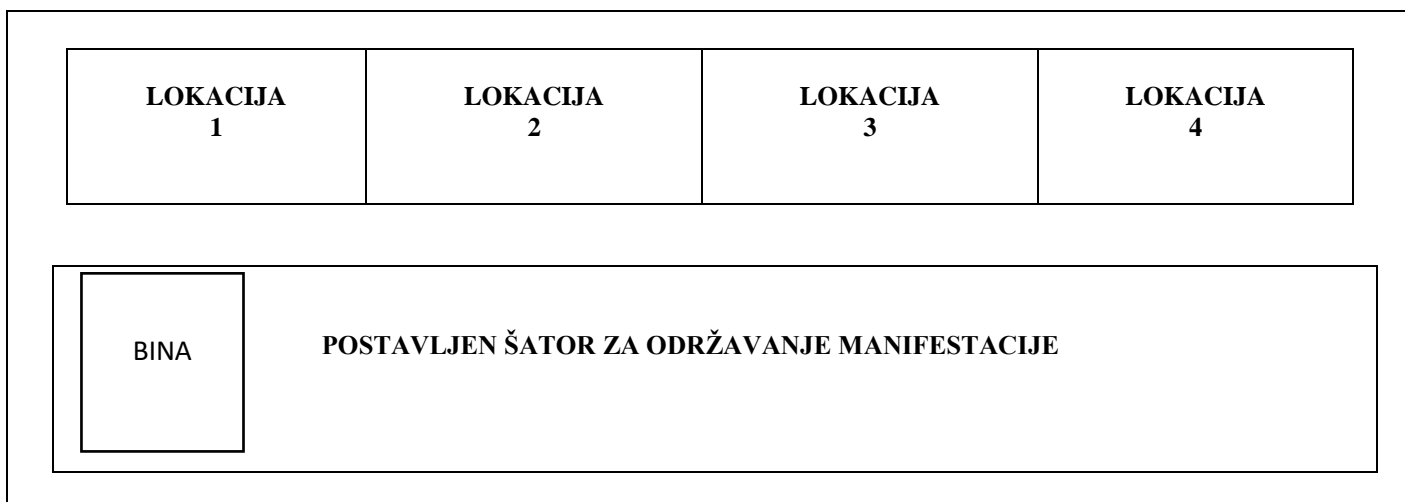 LOKACIJA
1
LOKACIJA
2
LOKACIJA
3
LOKACIJA
4
BINA
POSTAVLJEN ŠATOR ZA ODRŽAVANJE MANIFESTACIJE